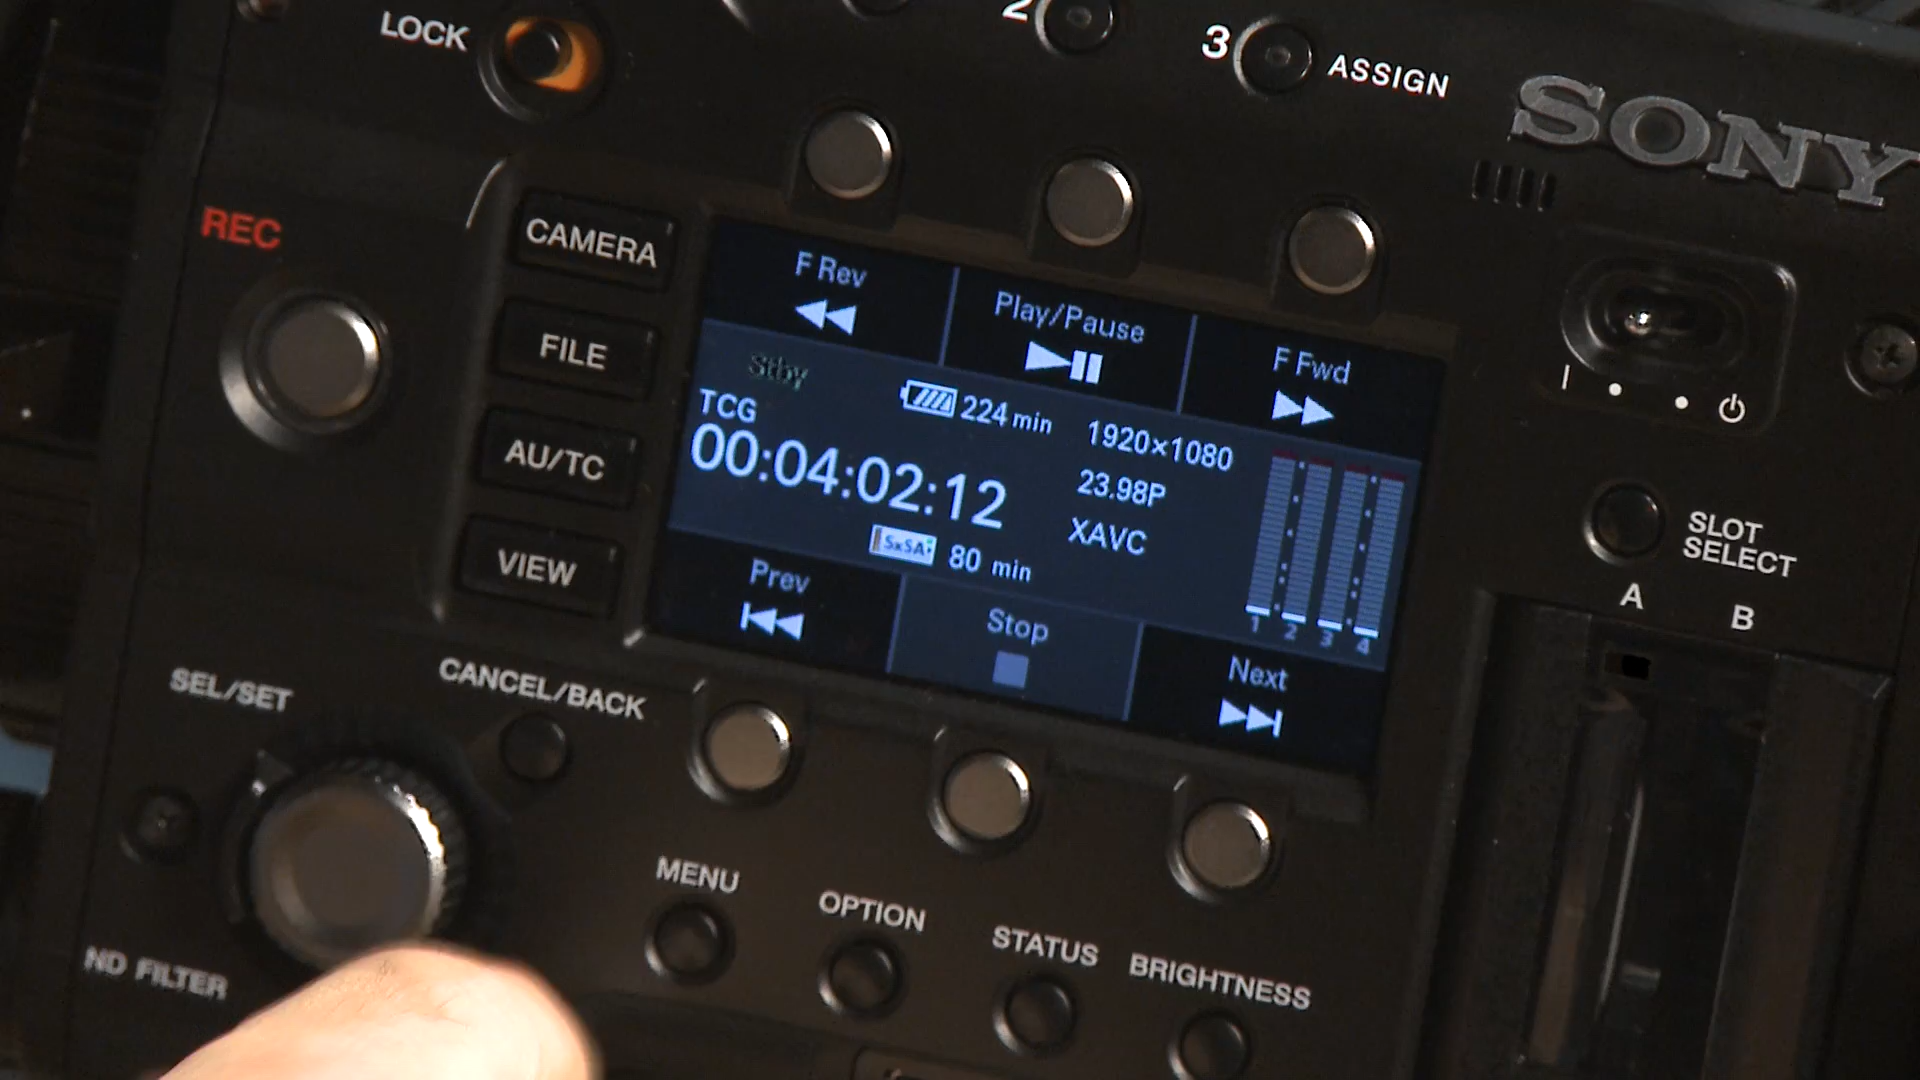 LOCK
2
3
ASSIGN
SONY
REC
CAMERA
FILE
AU/TC
VIEW
F Rev
Play/Pause
F Fwd
Stby
224 min
TCG
00:04:02:12
1920×1080
23.98P
XAVC
SxS
80 min
1 2 3 4
Prev
Stop
Next
SLOT
SELECT
A
B
SEL/SET
CANCEL/BACK
MENU
OPTION
STATUS
BRIGHTNESS
ND FILTER